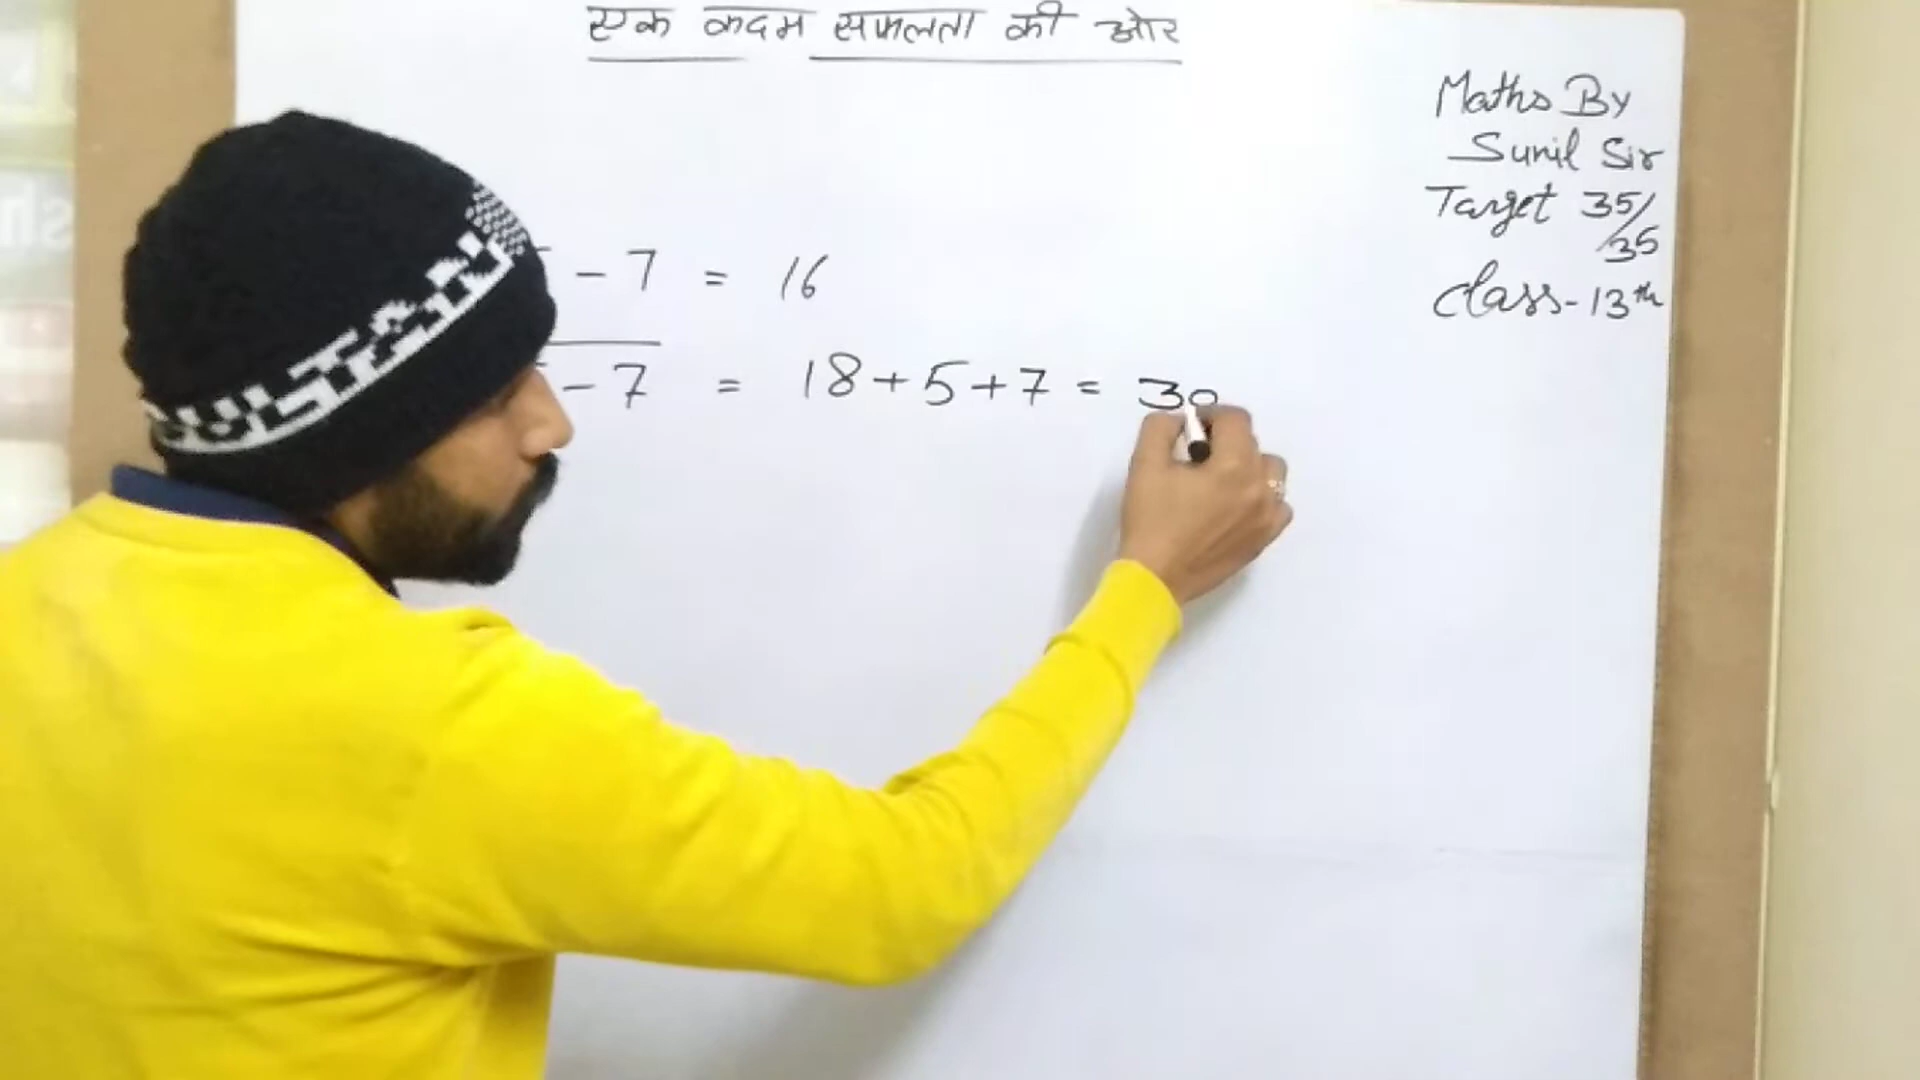 एक कदम सफलता की ओर
Maths By
Sunil Sir
Target 35/
35
Class-13th
- 7 = 16
- 7 = 18+5+7 = 30